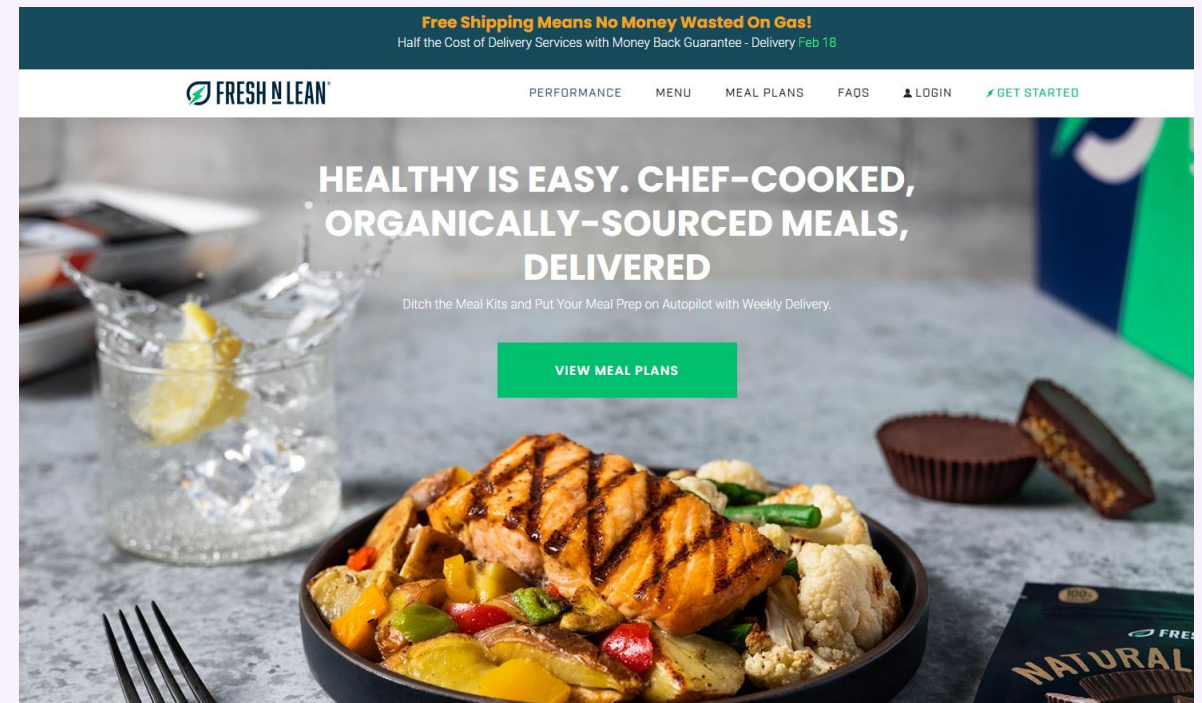 Free Shipping Means No Money Wasted On Gas!
Half the Cost of Delivery Services with Money Back Guarantee - Delivery Feb 18
FRESH N LEAN
PERFORMANCE MENU MEAL PLANS FAQS LOGIN GET STARTED
HEALTHY IS EASY. CHEF-COOKED,
ORGANICALLY-SOURCED MEALS,
DELIVERED
Ditch the Meal Kits and Put Your Meal Prep on Autopilot with Weekly Delivery.
VIEW MEAL PLANS
100%
FRES
NATURAL